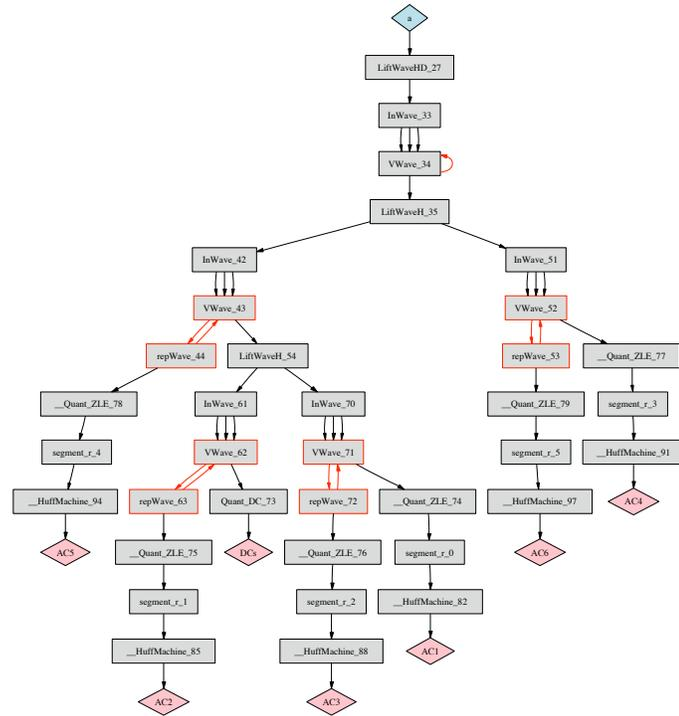 a
LiftWaveHD_27
InWave_33
VWave_34
LiftWaveH_35
InWave_42
InWave_51
VWave_43
VWave_52
repWave_44
LiftWaveH_54
repWave_53
__Quant_ZLE_77
__Quant_ZLE_78
InWave_61
InWave_70
__Quant_ZLE_79
segment_r_3
segment_r_4
VWave_62
VWave_71
segment_r_5
__HuffMachine_91
__HuffMachine_94
repWave_63
Quant_DC_73
repWave_72
__Quant_ZLE_74
__HuffMachine_97
AC4
AC5
__Quant_ZLE_75
DCs
__Quant_ZLE_76
segment_r_0
AC6
segment_r_1
segment_r_2
__HuffMachine_82
__HuffMachine_85
__HuffMachine_88
AC1
AC2
AC3